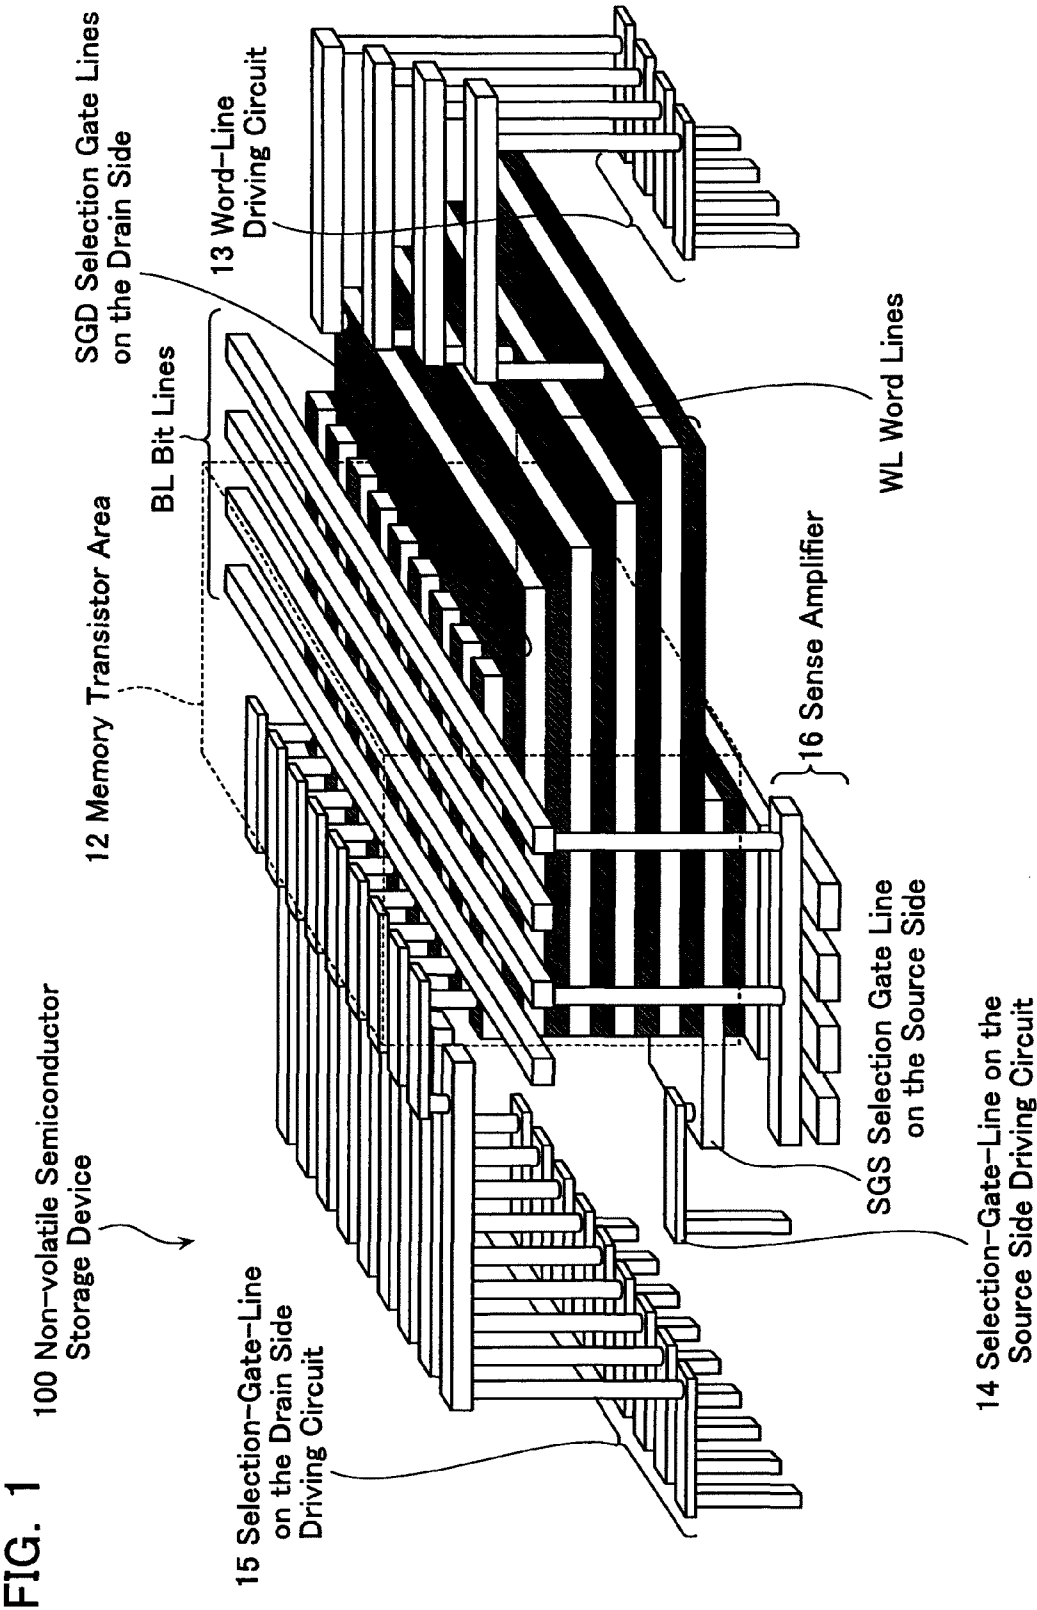 FIG. 1
100 Non-volatile Semiconductor
Storage Device
12 Memory Transistor Area
BL Bit Lines
SGD Selection Gate Lines
on the Drain Side
13 Word-Line
Driving Circuit
15 Selection-Gate-Line
on the Drain Side
Driving Circuit
14 Selection-Gate-Line on the
Source Side Driving Circuit
SGS Selection Gate Line
on the Source Side
16 Sense Amplifier
WL Word Lines